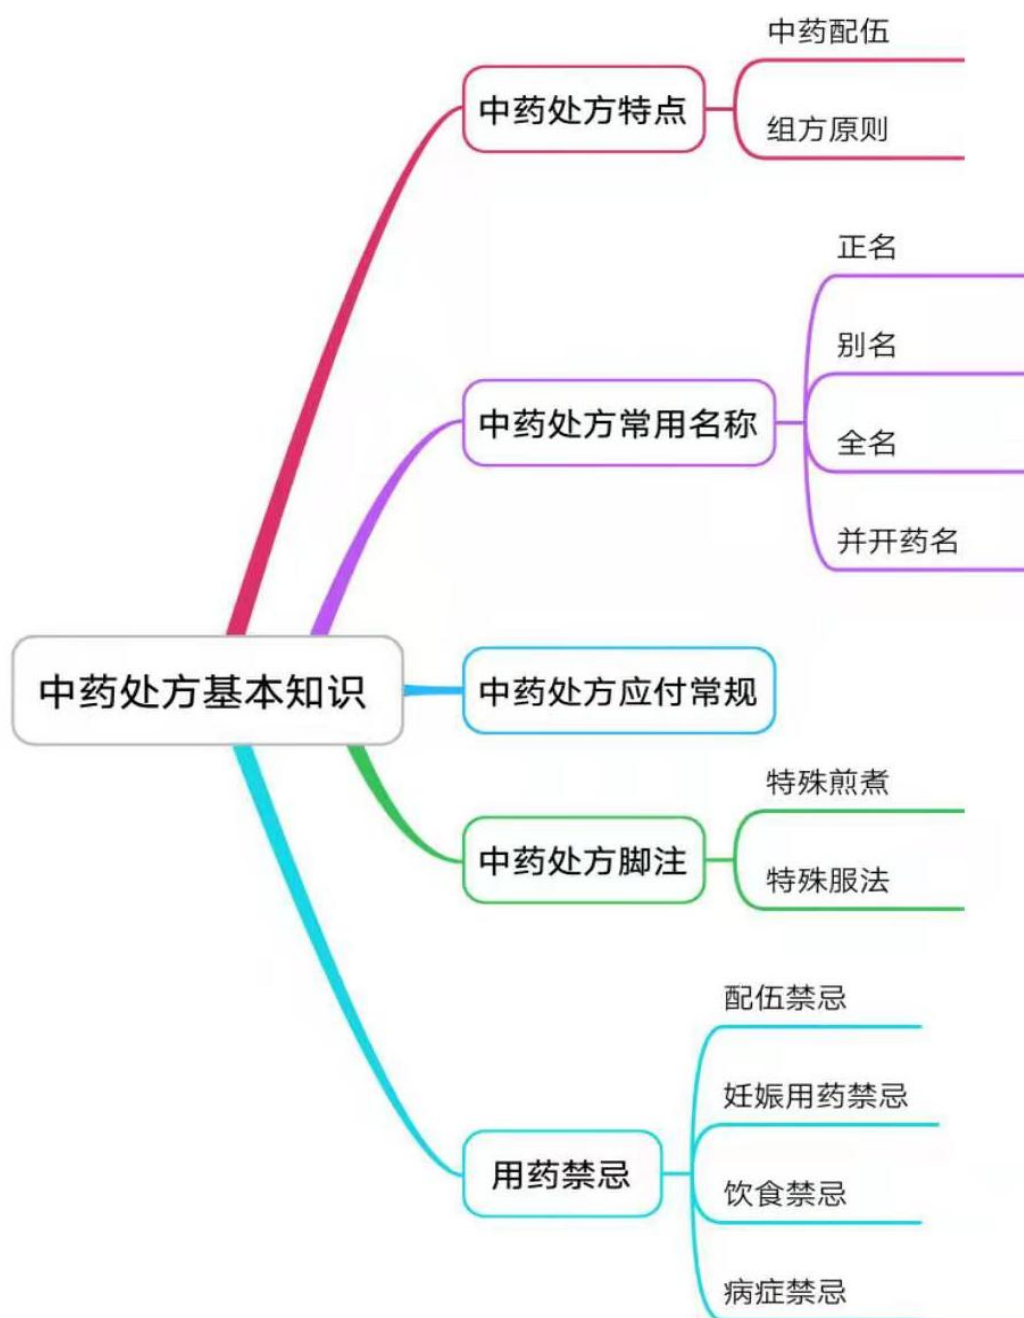 中药处方基本知识
中药处方特点
中药配伍
组方原则
中药处方常用名称
正名
别名
全名
并开药名
中药处方应付常规
中药处方脚注
特殊煎煮
特殊服法
用药禁忌
配伍禁忌
妊娠用药禁忌
饮食禁忌
病症禁忌